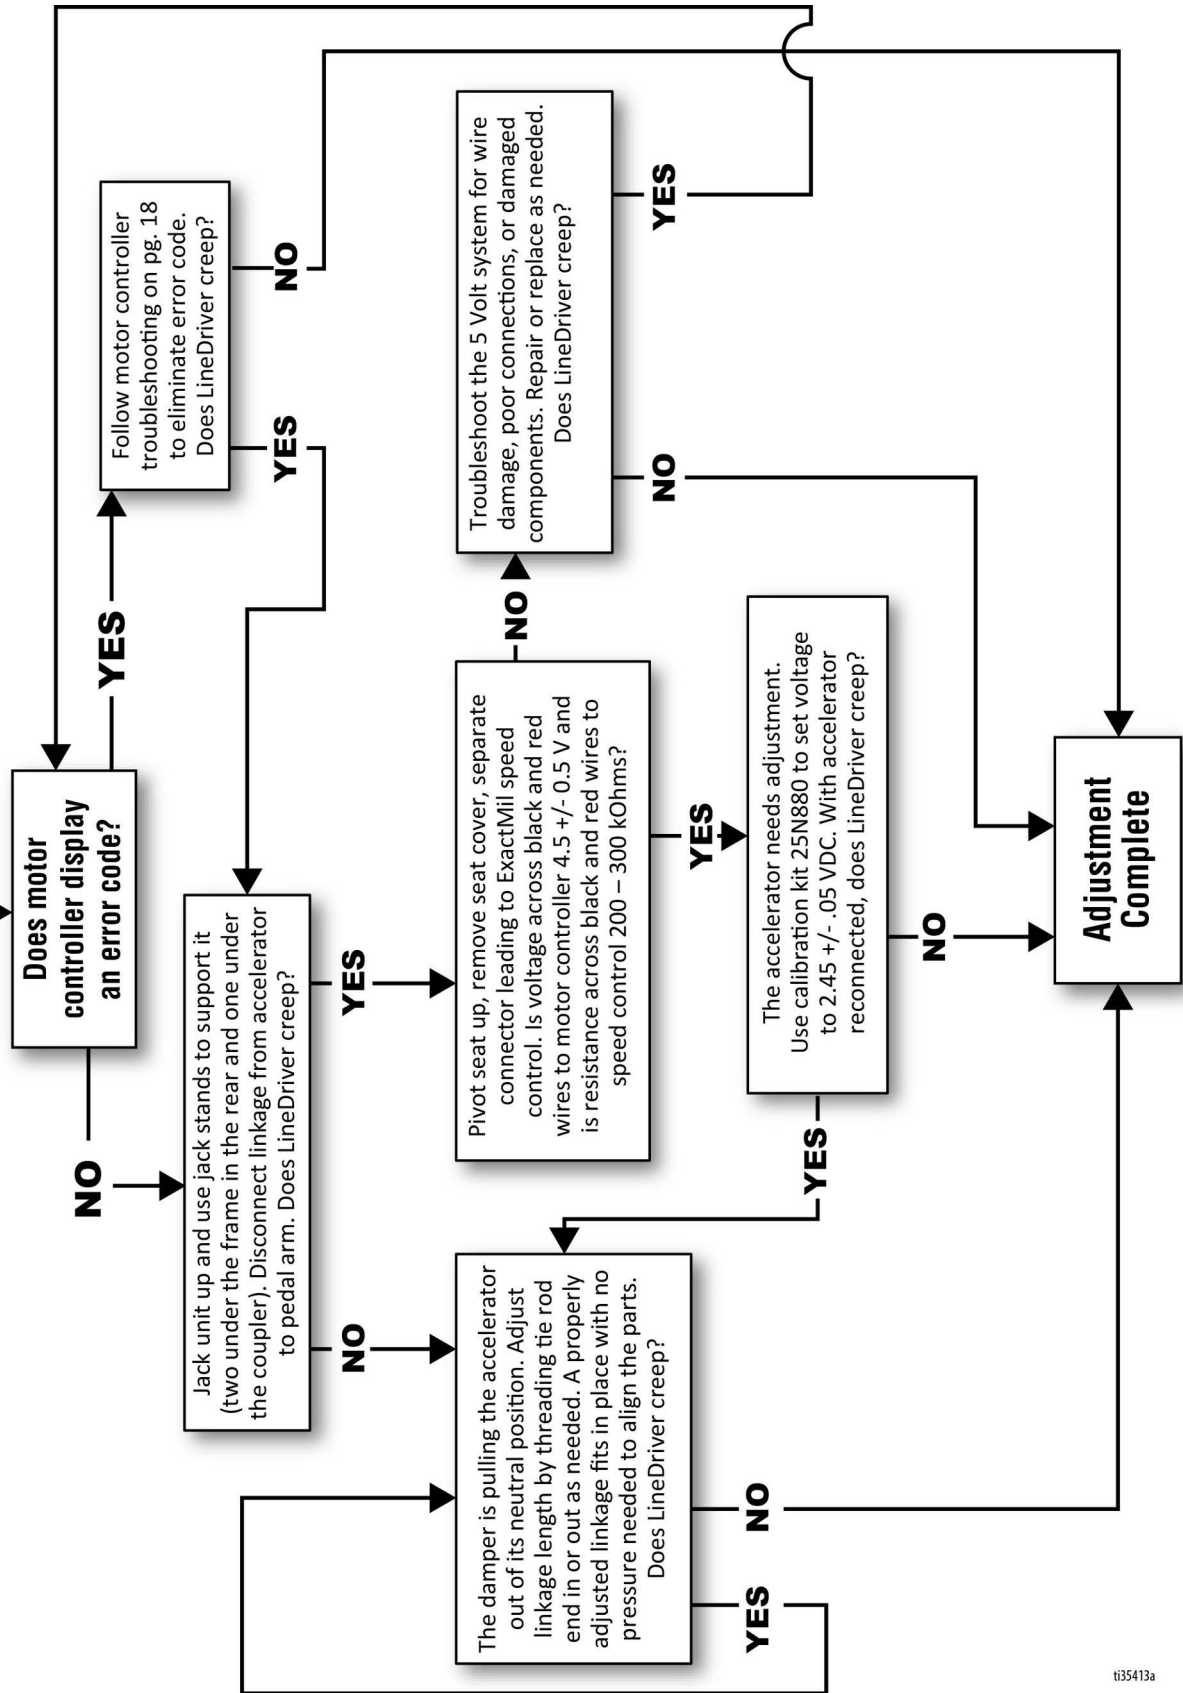 Does motor
controller display
an error code?
YES
NO
Follow motor controller
troubleshooting on pg. 18
to eliminate error code.
Does LineDriver creep?
YES
NO
Jack unit up and use jack stands to support it
(two under the frame in the rear and one under
the coupler). Disconnect linkage from accelerator
to pedal arm. Does LineDriver creep?
NO
YES
Pivot seat up, remove seat cover, separate
connector leading to ExactMil speed
control. Is voltage across black and red
wires to motor controller 4.5 +/- 0.5 V and
is resistance across black and red wires to
speed control 200 – 300 kOhms?
NO
YES
Troubleshoot the 5 Volt system for wire
damage, poor connections, or damaged
components. Repair or replace as needed.
Does LineDriver creep?
NO
YES
The damper is pulling the accelerator
out of its neutral position. Adjust
linkage length by threading tie rod
end in or out as needed. A properly
adjusted linkage fits in place with no
pressure needed to align the parts.
Does LineDriver creep?
YES
NO
The accelerator needs adjustment.
Use calibration kit 25N880 to set voltage
to 2.45 +/- .05 VDC. With accelerator
reconnected, does LineDriver creep?
YES
NO
Adjustment
Complete
ti35413a